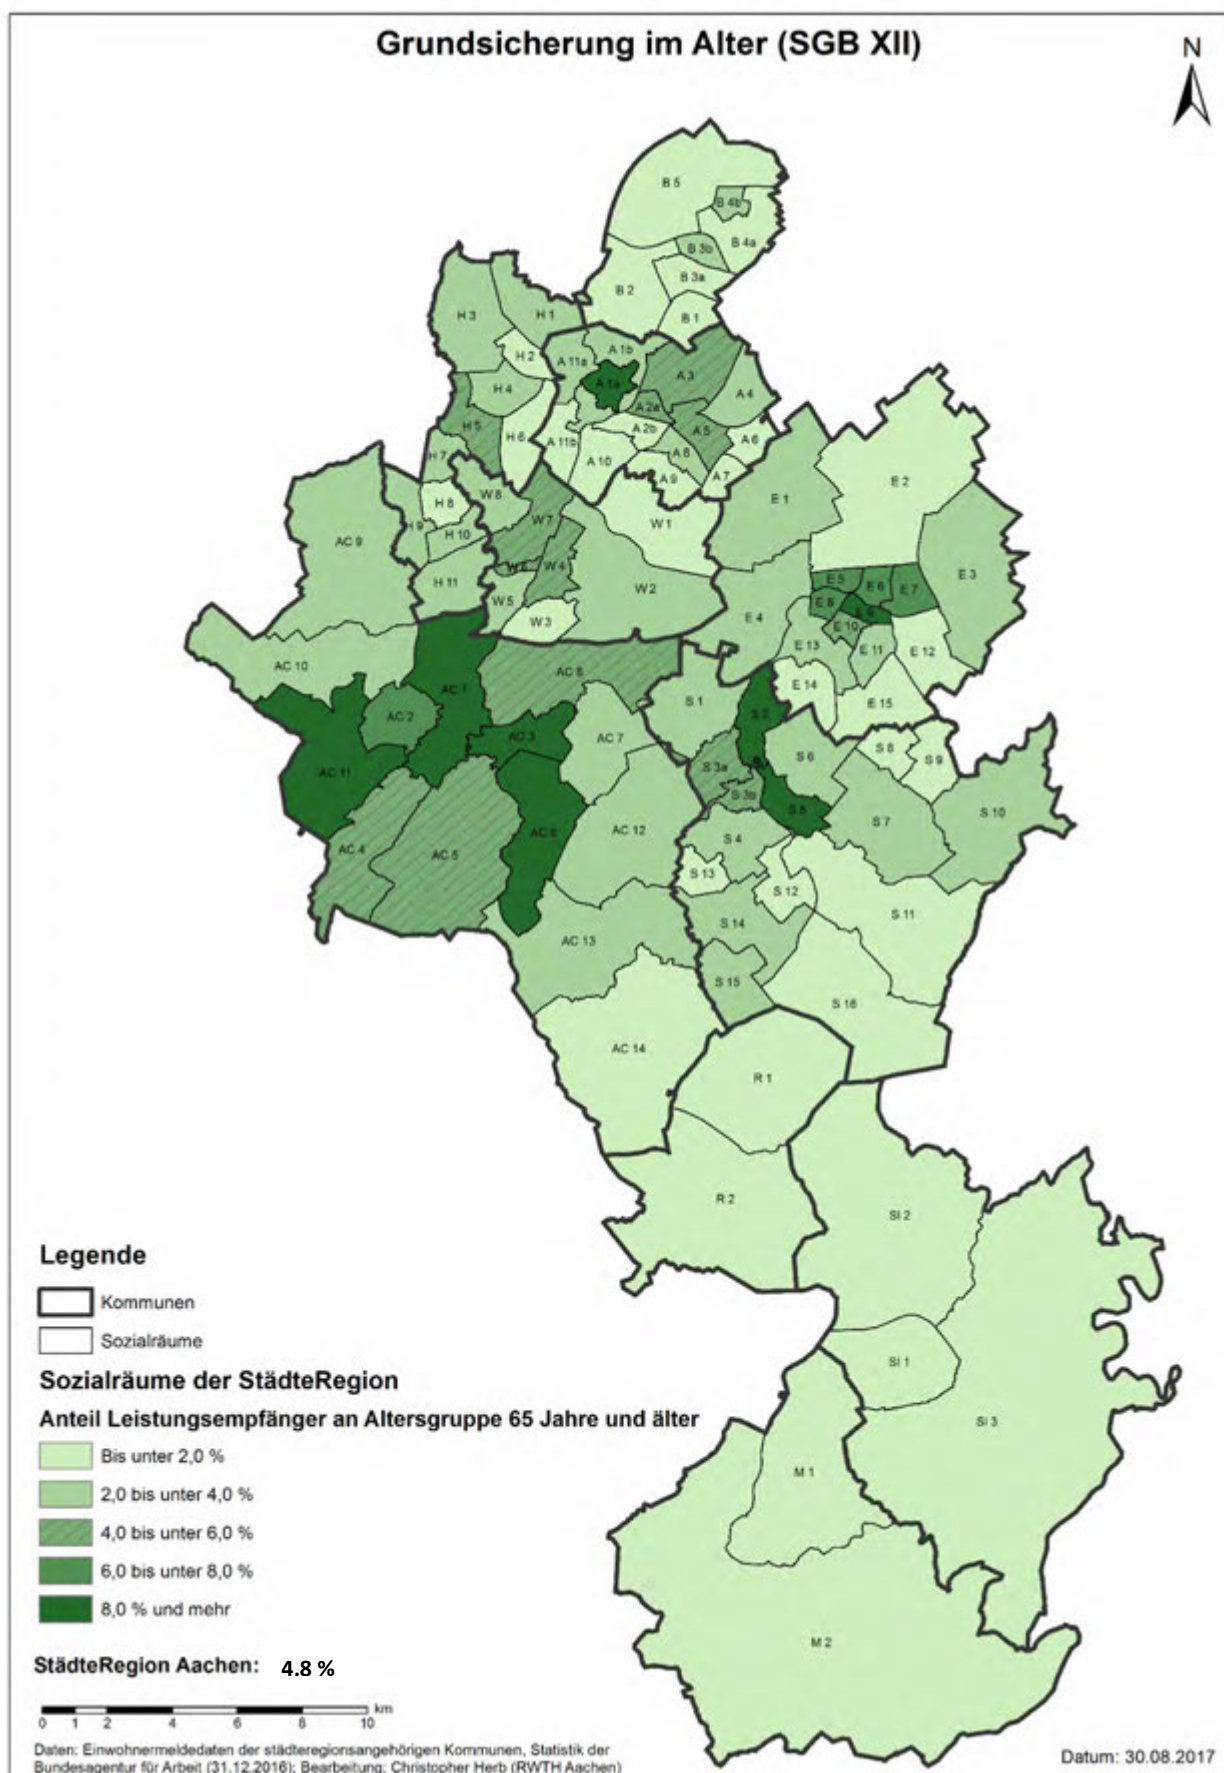 Grundsicherung im Alter (SGB XII)
N
B 5
B 4b
B 4a
B 3b
B 3a
B 2
B 1
H 3
H 1
H 2
A 1b
A 11a
A 1a
A 3
H 4
A 4
A 2a
H 5
H 6
A 2b
A 5
A 6
A 11b
A 8
H 7
A 10
A 9
A 7
W 8
H 8
E 2
E 1
W 1
W 7
H 9
H 10
AC 9
W 4
E 3
H 11
W 2
E 5
E 6
E 7
W 5
E 8
W 3
E 4
E 10
E 13
E 11
E 12
AC 10
AC 8
E 14
S 1
E 15
AC 2
AC 3
AC 7
S 6
S 8
S 9
AC 11
S 3a
S 3b
S 5
S 10
AC 12
S 7
S 4
AC 4
AC 5
S 13
S 12
S 11
S 14
AC 13
S 15
S 16
AC 14
R 1
R 2
SI 2
SI 1
SI 3
M 1
M 2
Legende
Kommunen
Sozialräume
Sozialräume der StädteRegion
Anteil Leistungsempfänger an Altersgruppe 65 Jahre und älter
Bis unter 2,0 %
2,0 bis unter 4,0 %
4,0 bis unter 6,0 %
6,0 bis unter 8,0 %
8,0 % und mehr
StädteRegion Aachen: 4.8 %
km
0 1 2 4 6 8 10
Daten: Einwohnermeldedaten der städteregionsangehörigen Kommunen, Statistik der
Bundesagentur für Arbeit (31.12.2016); Bearbeitung: Christopher Herb (RWTH Aachen)
Datum: 30.08.2017